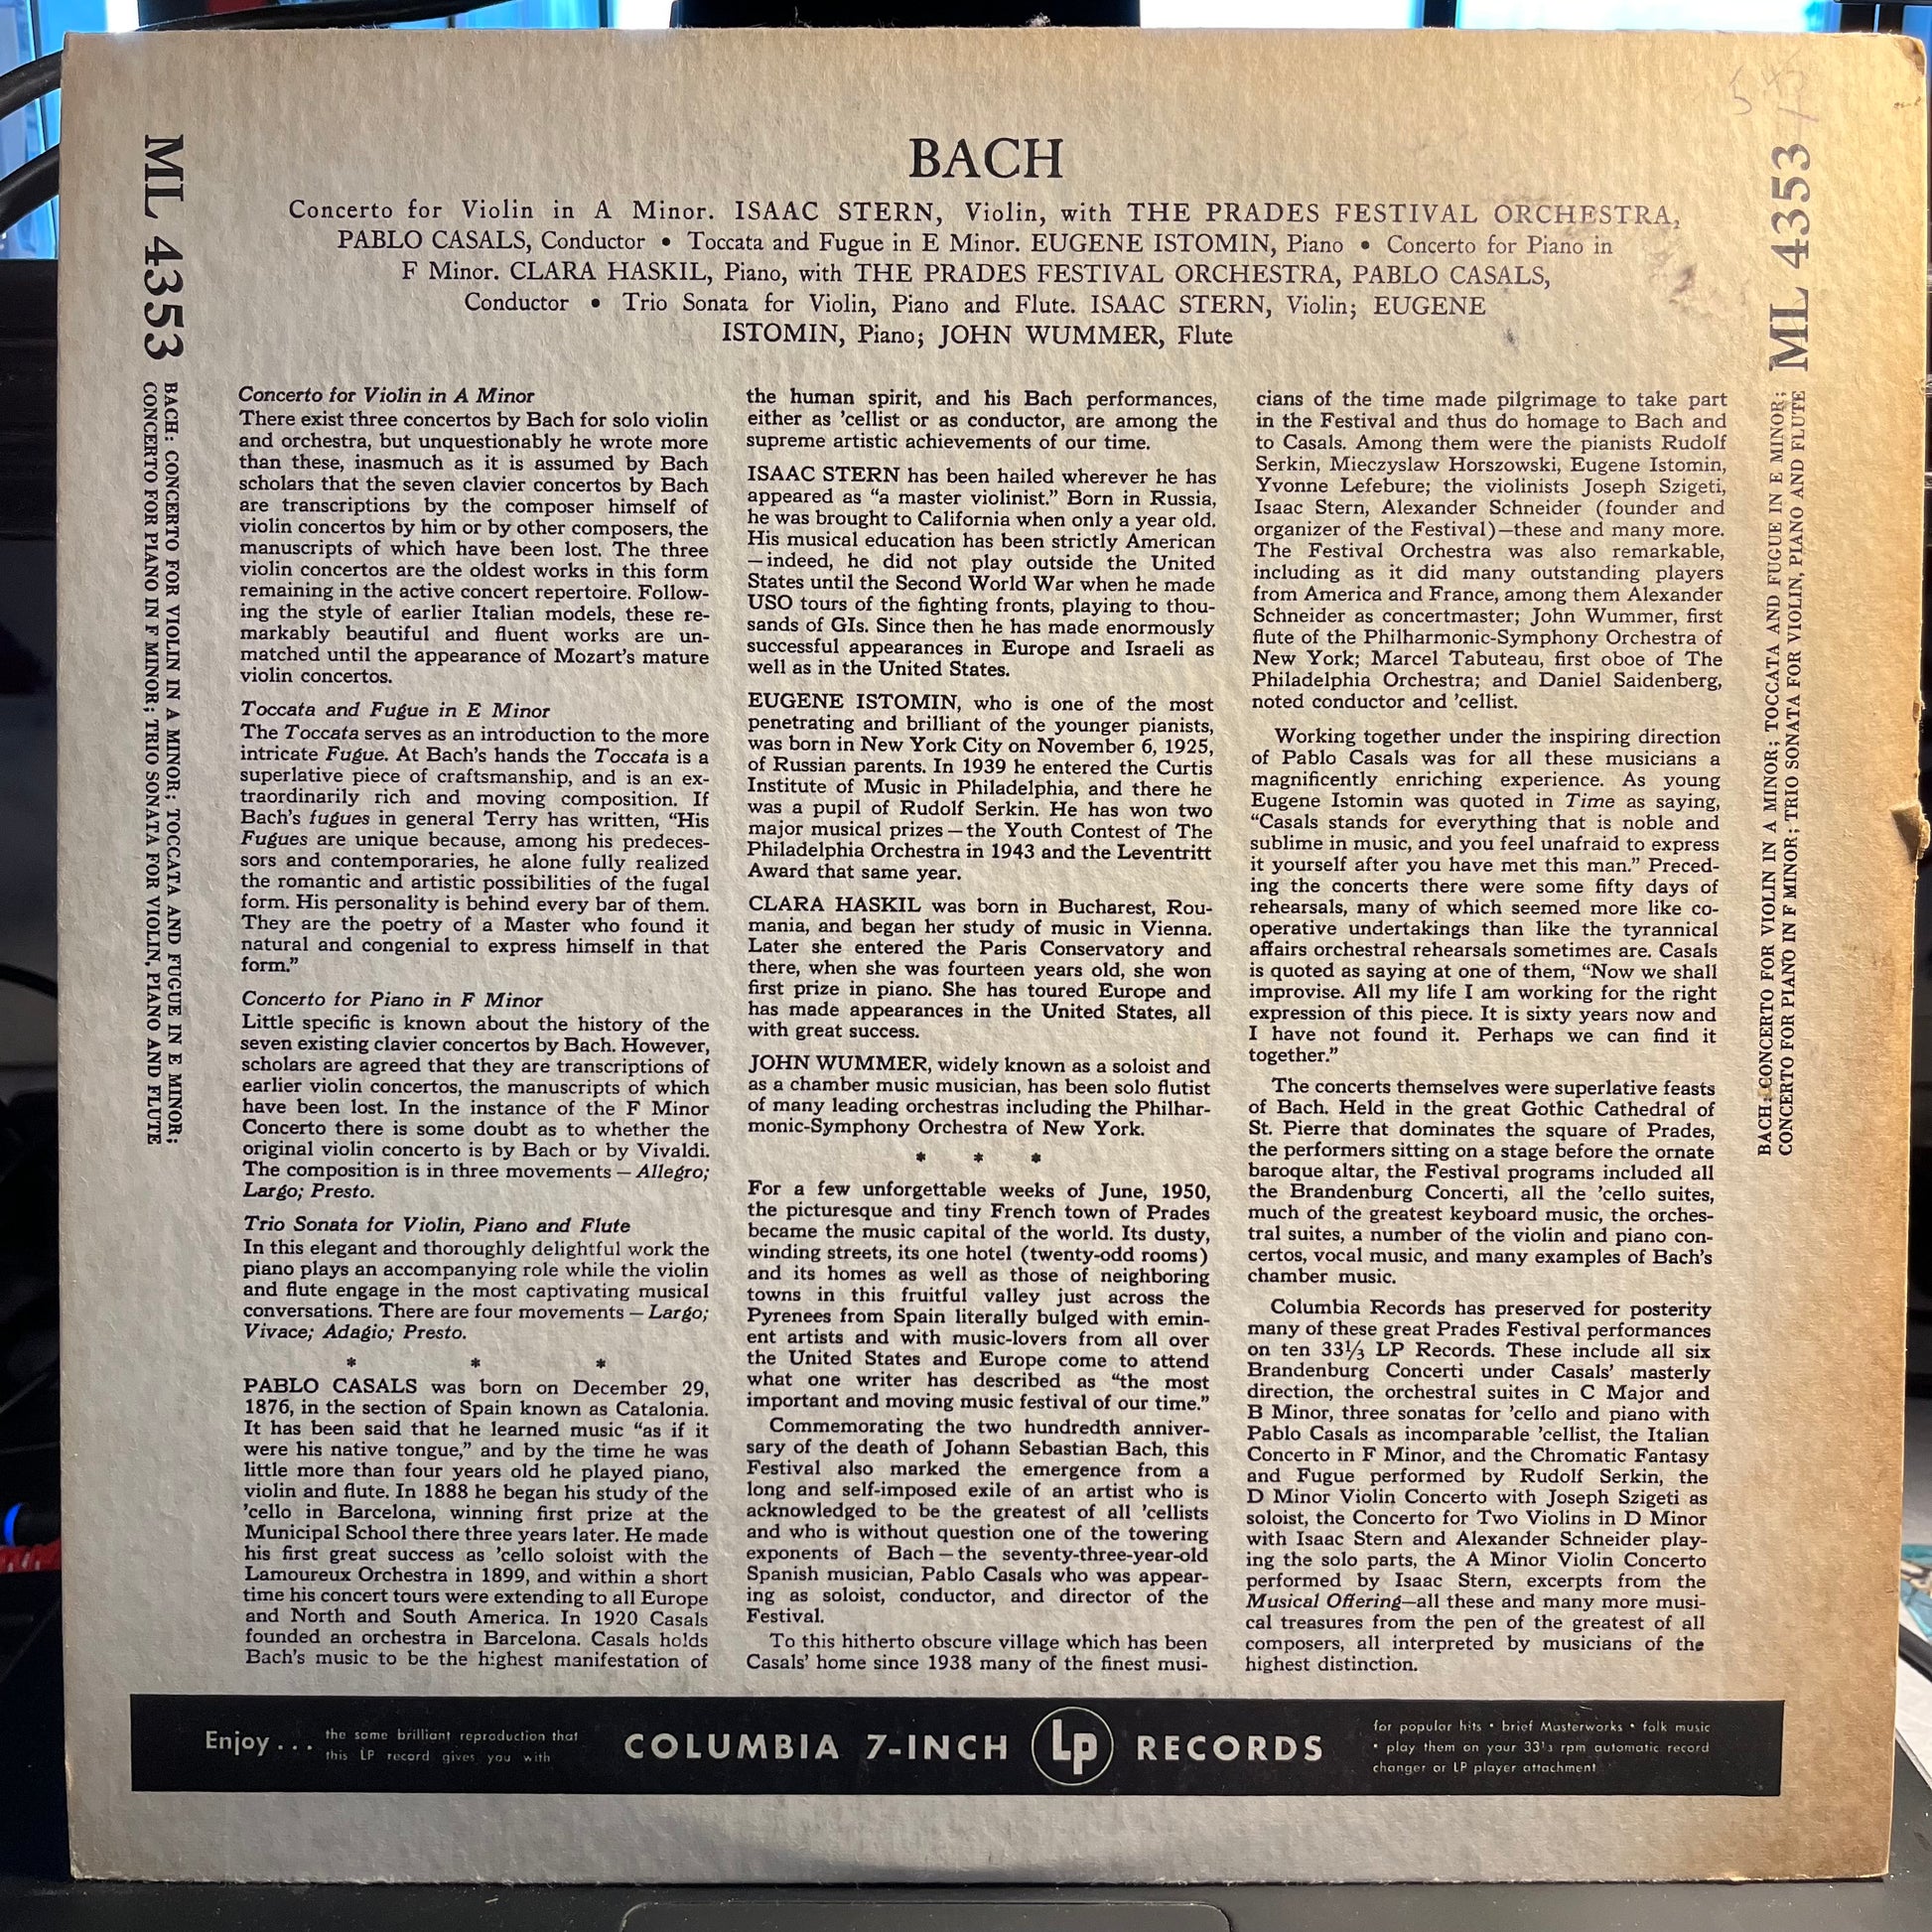 BACH
Concerto for Violin in A Minor. ISAAC STERN, Violin, with THE PRADES FESTIVAL ORCHESTRA,
PABLO CASALS, Conductor • Toccata and Fugue in E Minor. EUGENE ISTOMIN, Piano • Concerto for Piano in
F Minor. CLARA HASKIL, Piano, with THE PRADES FESTIVAL ORCHESTRA, PABLO CASALS,
Conductor • Trio Sonata for Violin, Piano and Flute. ISAAC STERN, Violin; EUGENE
ISTOMIN, Piano; JOHN WUMMER, Flute
ML 4353
BACH: CONCERTO FOR VIOLIN IN A MINOR; TOCCATA AND FUGUE IN E MINOR;
CONCERTO FOR PIANO IN F MINOR; TRIO SONATA FOR VIOLIN, PIANO AND FLUTE
Concerto for Violin in A Minor
There exist three concertos by Bach for solo violin
and orchestra, but unquestionably he wrote more
than these, inasmuch as it is assumed by Bach
scholars that the seven clavier concertos by Bach
are transcriptions by the composer himself of
violin concertos by him or by other composers, the
manuscripts of which have been lost. The three
violin concertos are the oldest works in this form
remaining in the active concert repertoire. Follow-
ing the style of earlier Italian models, these re-
markably beautiful and fluent works are un-
matched until the appearance of Mozart's mature
violin concertos.
Toccata and Fugue in E Minor
The Toccata serves as an introduction to the more
intricate Fugue. At Bach's hands the Toccata is a
superlative piece of craftsmanship, and is an ex-
traordinarily rich and moving composition. If
Bach's fugues in general Terry has written, "His
Fugues are unique because, among his predeces-
sors and contemporaries, he alone fully realized
the romantic and artistic possibilities of the fugal
form. His personality is behind every bar of them.
They are the poetry of a Master who found it
natural and congenial to express himself in that
form."
Concerto for Piano in F Minor
Little specific is known about the history of the
seven existing clavier concertos by Bach. However,
scholars are agreed that they are transcriptions of
earlier violin concertos, the manuscripts of which
have been lost. In the instance of the F Minor
Concerto there is some doubt as to whether the
original violin concerto is by Bach or by Vivaldi.
The composition is in three movements — Allegro;
Largo; Presto.
Trio Sonata for Violin, Piano and Flute
In this elegant and thoroughly delightful work the
piano plays an accompanying role while the violin
and flute engage in the most captivating musical
conversations. There are four movements — Largo;
Vivace; Adagio; Presto.
* * *
PABLO CASALS was born on December 29,
1876, in the section of Spain known as Catalonia.
It has been said that he learned music "as if it
were his native tongue," and by the time he was
little more than four years old he played piano,
violin and flute. In 1888 he began his study of the
'cello in Barcelona, winning first prize at the
Municipal School there three years later. He made
his first great success as 'cello soloist with the
Lamoureux Orchestra in 1899, and within a short
time his concert tours were extending to all Europe
and North and South America. In 1920 Casals
founded an orchestra in Barcelona. Casals holds
Bach's music to be the highest manifestation of
the human spirit, and his Bach performances,
either as 'cellist or as conductor, are among the
supreme artistic achievements of our time.
ISAAC STERN has been hailed wherever he has
appeared as "a master violinist." Born in Russia,
he was brought to California when only a year old.
His musical education has been strictly American
—indeed, he did not play outside the United
States until the Second World War when he made
USO tours of the fighting fronts, playing to thou-
sands of GIs. Since then he has made enormously
successful appearances in Europe and Israeli as
well as in the United States.
EUGENE ISTOMIN, who is one of the most
penetrating and brilliant of the younger pianists,
was born in New York City on November 6, 1925,
of Russian parents. In 1939 he entered the Curtis
Institute of Music in Philadelphia, and there he
was a pupil of Rudolf Serkin. He has won two
major musical prizes — the Youth Contest of The
Philadelphia Orchestra in 1943 and the Leventritt
Award that same year.
CLARA HASKIL was born in Bucharest, Rou-
mania, and began her study of music in Vienna.
Later she entered the Paris Conservatory and
there, when she was fourteen years old, she won
first prize in piano. She has toured Europe and
has made appearances in the United States, all
with great success.
JOHN WUMMER, widely known as a soloist and
as a chamber music musician, has been solo flutist
of many leading orchestras including the Philhar-
monic-Symphony Orchestra of New York.
* * *
For a few unforgettable weeks of June, 1950,
the picturesque and tiny French town of Prades
became the music capital of the world. Its dusty,
winding streets, its one hotel (twenty-odd rooms)
and its homes as well as those of neighboring
towns in this fruitful valley just across the
Pyrenees from Spain literally bulged with emin-
ent artists and with music-lovers from all over
the United States and Europe come to attend
what one writer has described as "the most
important and moving music festival of our time."
Commemorating the two hundredth anniver-
sary of the death of Johann Sebastian Bach, this
Festival also marked the emergence from a
long and self-imposed exile of an artist who is
acknowledged to be the greatest of all 'cellists
and who is without question one of the towering
exponents of Bach — the seventy-three-year-old
Spanish musician, Pablo Casals who was appear-
ing as soloist, conductor, and director of the
Festival.
To this hitherto obscure village which has been
Casals' home since 1938 many of the finest musi-
cians of the time made pilgrimage to take part
in the Festival and thus do homage to Bach and
to Casals. Among them were the pianists Rudolf
Serkin, Mieczyslaw Horszowski, Eugene Istomin,
Yvonne Lefebure; the violinists Joseph Szigeti,
Isaac Stern, Alexander Schneider (founder and
organizer of the Festival)—these and many more.
The Festival Orchestra was also remarkable,
including as it did many outstanding players
from America and France, among them Alexander
Schneider as concertmaster; John Wummer, first
flute of the Philharmonic-Symphony Orchestra of
New York; Marcel Tabuteau, first oboe of The
Philadelphia Orchestra; and Daniel Saidenberg,
noted conductor and 'cellist.
Working together under the inspiring direction
of Pablo Casals was for all these musicians a
magnificently enriching experience. As young
Eugene Istomin was quoted in Time as saying,
"Casals stands for everything that is noble and
sublime in music, and you feel unafraid to express
it yourself after you have met this man." Preced-
ing the concerts there were some fifty days of
rehearsals, many of which seemed more like co-
operative undertakings than like the tyrannical
affairs orchestral rehearsals sometimes are. Casals
is quoted as saying at one of them, "Now we shall
improvise. All my life I am working for the right
expression of this piece. It is sixty years now and
I have not found it. Perhaps we can find it
together."
The concerts themselves were superlative feasts
of Bach. Held in the great Gothic Cathedral of
St. Pierre that dominates the square of Prades,
the performers sitting on a stage before the ornate
baroque altar, the Festival programs included all
the Brandenburg Concerti, all the 'cello suites,
much of the greatest keyboard music, the orches-
tral suites, a number of the violin and piano con-
certos, vocal music, and many examples of Bach's
chamber music.
Columbia Records has preserved for posterity
many of these great Prades Festival performances
on ten 33⅓ LP Records. These include all six
Brandenburg Concerti under Casals' masterly
direction, the orchestral suites in C Major and
B Minor, three sonatas for 'cello and piano with
Pablo Casals as incomparable 'cellist, the Italian
Concerto in F Minor, and the Chromatic Fantasy
and Fugue performed by Rudolf Serkin, the
D Minor Violin Concerto with Joseph Szigeti as
soloist, the Concerto for Two Violins in D Minor
with Isaac Stern and Alexander Schneider play-
ing the solo parts, the A Minor Violin Concerto
performed by Isaac Stern, excerpts from the
Musical Offering—all these and many more musi-
cal treasures from the pen of the greatest of all
composers, all interpreted by musicians of the
highest distinction.
ML 4353
BACH: CONCERTO FOR VIOLIN IN A MINOR; TOCCATA AND FUGUE IN E MINOR;
CONCERTO FOR PIANO IN F MINOR; TRIO SONATA FOR VIOLIN, PIANO AND FLUTE
Enjoy . . . the same brilliant reproduction that
this LP record gives you with
COLUMBIA 7-INCH Lp RECORDS
for popular hits • brief Masterworks • folk music
• play them on your 33⅓ rpm automatic record
changer or LP player attachment